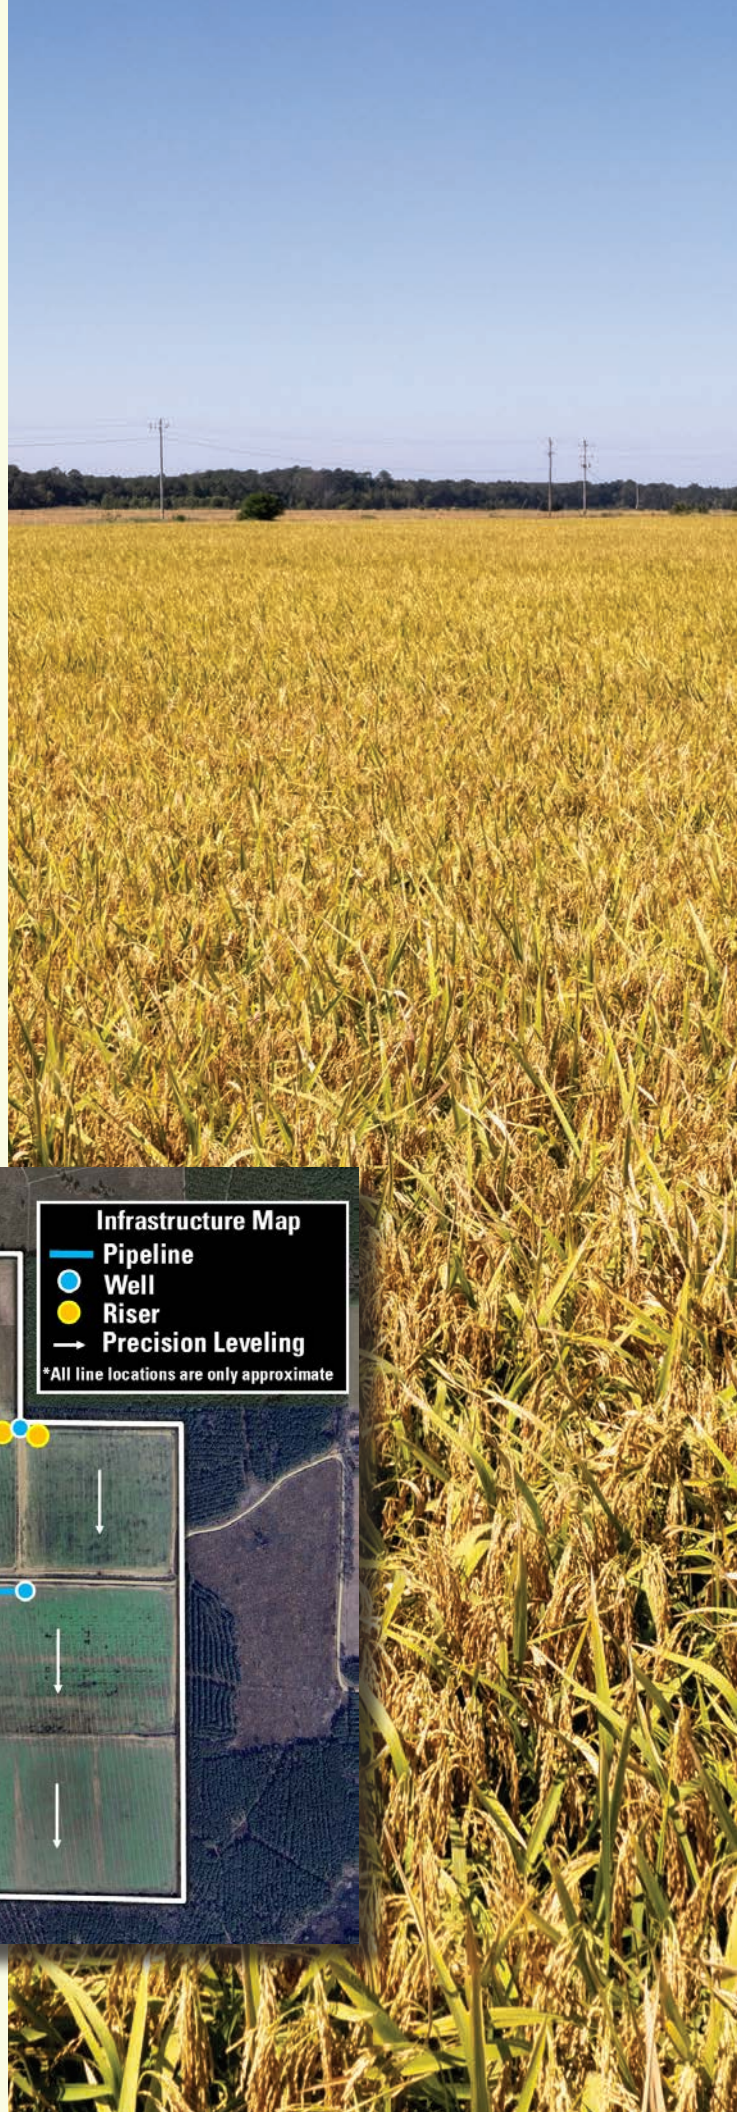 Infrastructure Map
Pipeline
Well
Riser
Precision Leveling
*All line locations are only approximate